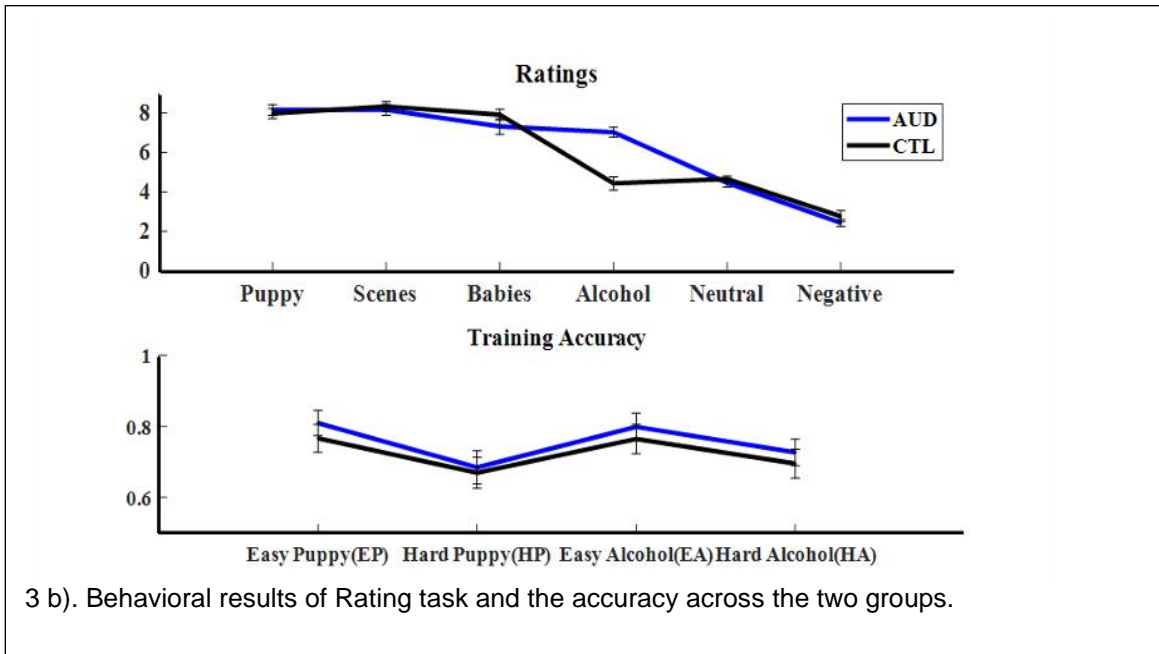 Ratings
8
6
4
2
0
AUD
CTL
Puppy Scenes Babies Alcohol Neutral Negative
Training Accuracy
1
0.8
0.6
Easy Puppy(EP) Hard Puppy(HP) Easy Alcohol(EA) Hard Alcohol(HA)
3 b). Behavioral results of Rating task and the accuracy across the two groups.